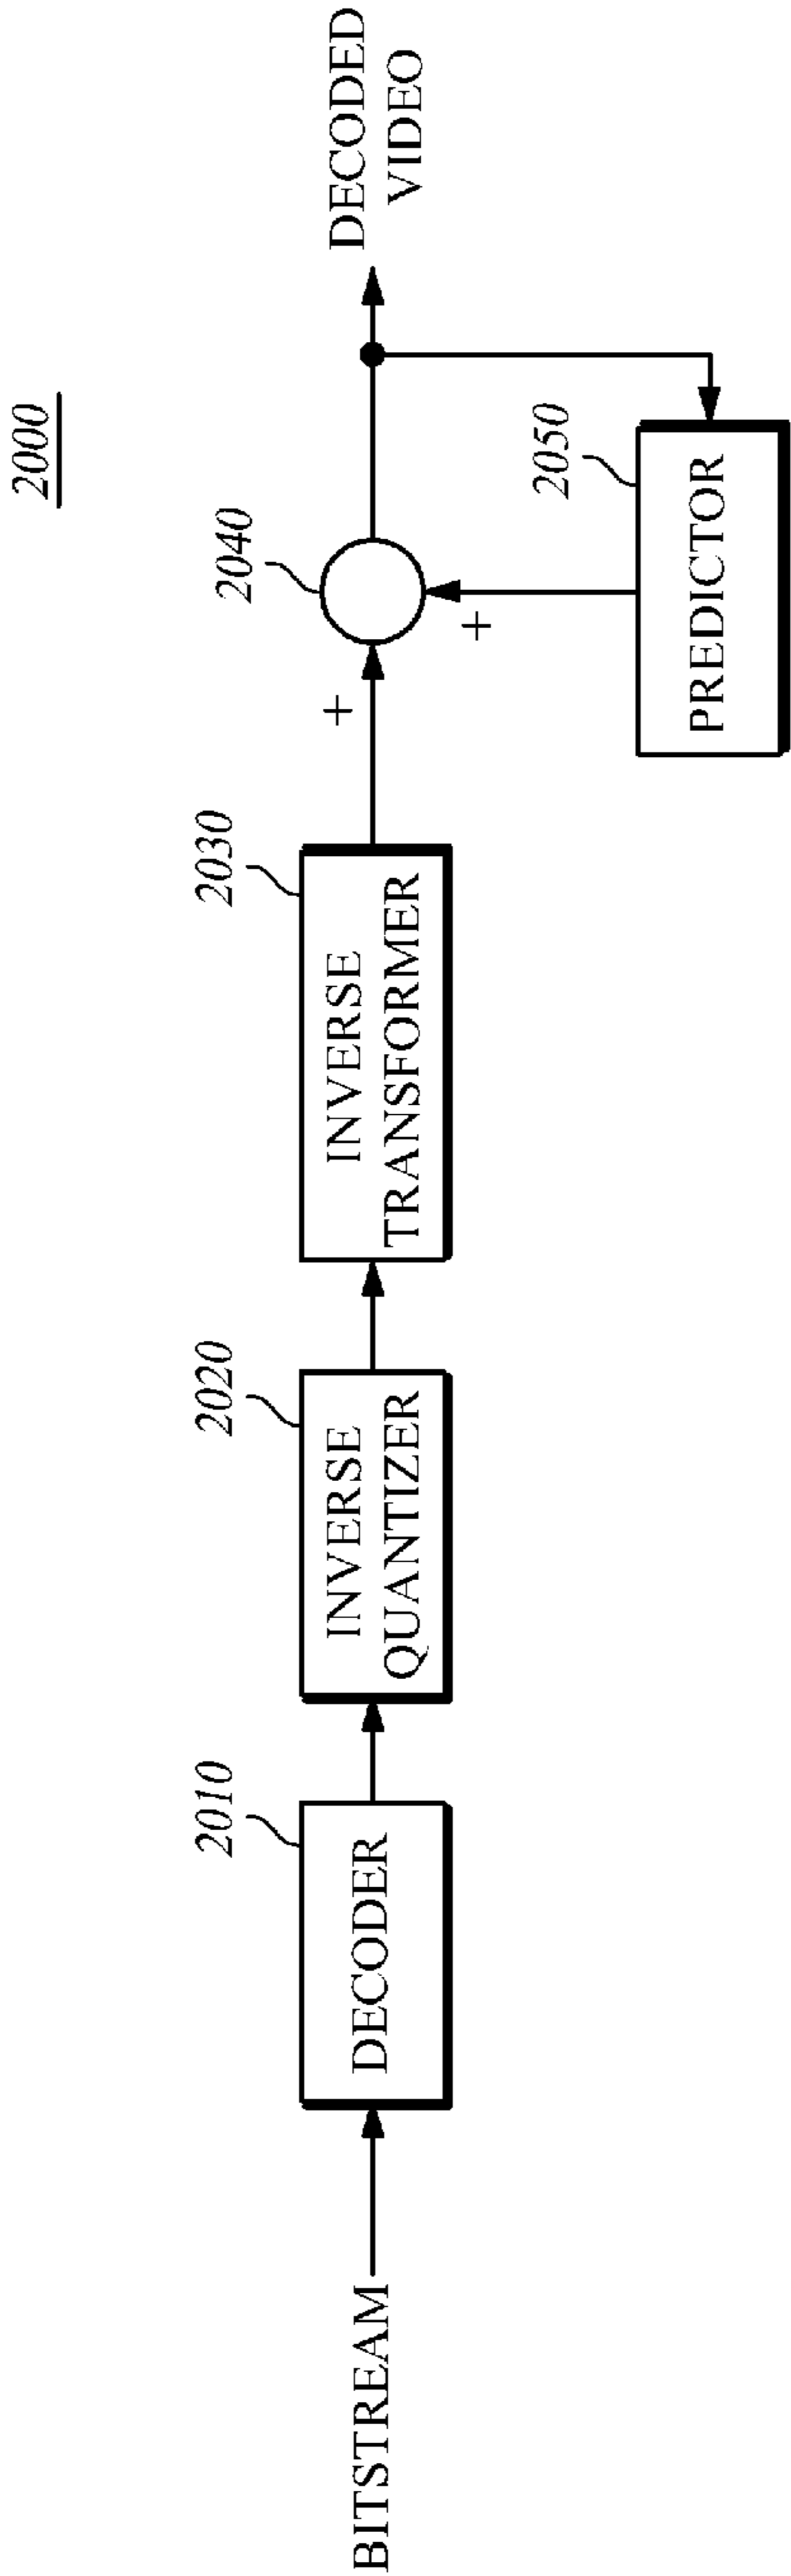 2000
BITSTREAM
2010
DECODER
2020
INVERSE
QUANTIZER
2030
INVERSE
TRANSFORMER
2040
+
+
DECODED
VIDEO
2050
PREDICTOR